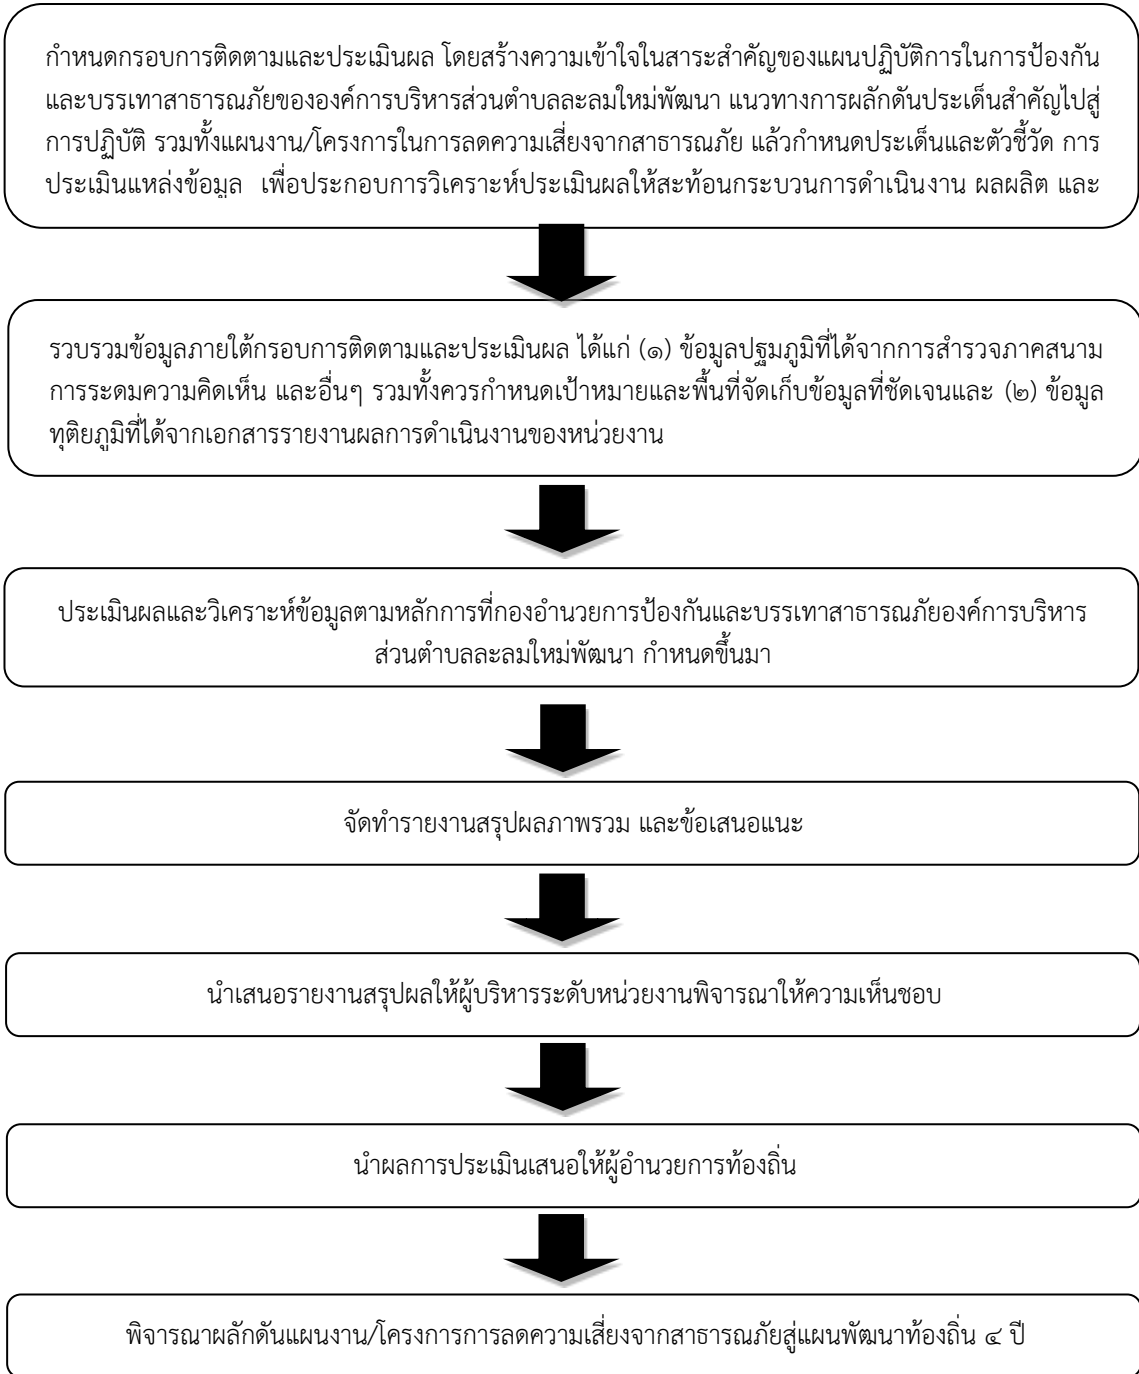 กำหนดกรอบการติดตามและประเมินผล โดยสร้างความเข้าใจในสาระสำคัญของแผนปฏิบัติการในการป้องกัน
และบรรเทาสาธารณภัยขององค์การบริหารส่วนตำบลละลมใหม่พัฒนา แนวทางการผลักดันประเด็นสำคัญไปสู่
การปฏิบัติ รวมทั้งแผนงาน/โครงการในการลดความเสี่ยงจากสาธารณภัย แล้วกำหนดประเด็นและตัวชี้วัด การ
ประเมินแหล่งข้อมูล เพื่อประกอบการวิเคราะห์ประเมินผลให้สะท้อนกระบวนการดำเนินงาน ผลผลิต และ
รวบรวมข้อมูลภายใต้กรอบการติดตามและประเมินผล ได้แก่ (๑) ข้อมูลปฐมภูมิที่ได้จากการสำรวจภาคสนาม
การระดมความคิดเห็น และอื่นๆ รวมทั้งควรกำหนดเป้าหมายและพื้นที่จัดเก็บข้อมูลที่ชัดเจนและ (๒) ข้อมูล
ทุติยภูมิที่ได้จากเอกสารรายงานผลการดำเนินงานของหน่วยงาน
ประเมินผลและวิเคราะห์ข้อมูลตามหลักการที่กองอำนวยการป้องกันและบรรเทาสาธารณภัยองค์การบริหาร
ส่วนตำบลละลมใหม่พัฒนา กำหนดขึ้นมา
จัดทำรายงานสรุปผลภาพรวม และข้อเสนอแนะ
นำเสนอรายงานสรุปผลให้ผู้บริหารระดับหน่วยงานพิจารณาให้ความเห็นชอบ
นำผลการประเมินเสนอให้ผู้อำนวยการท้องถิ่น
พิจารณาผลักดันแผนงาน/โครงการการลดความเสี่ยงจากสาธารณภัยสู่แผนพัฒนาท้องถิ่น ๔ ปี